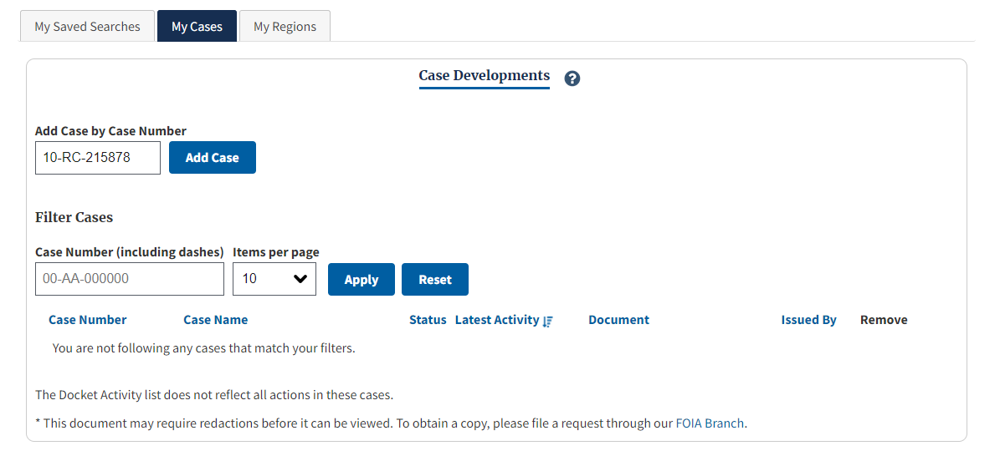 My Saved Searches My Cases My Regions
Case Developments ?
Add Case by Case Number
10-RC-215878 Add Case
Filter Cases
Case Number (including dashes) Items per page
00-AA-000000 10 Apply Reset
Case Number Case Name Status Latest Activity Document Issued By Remove
You are not following any cases that match your filters.
The Docket Activity list does not reflect all actions in these cases.
* This document may require redactions before it can be viewed. To obtain a copy, please file a request through our FOIA Branch.